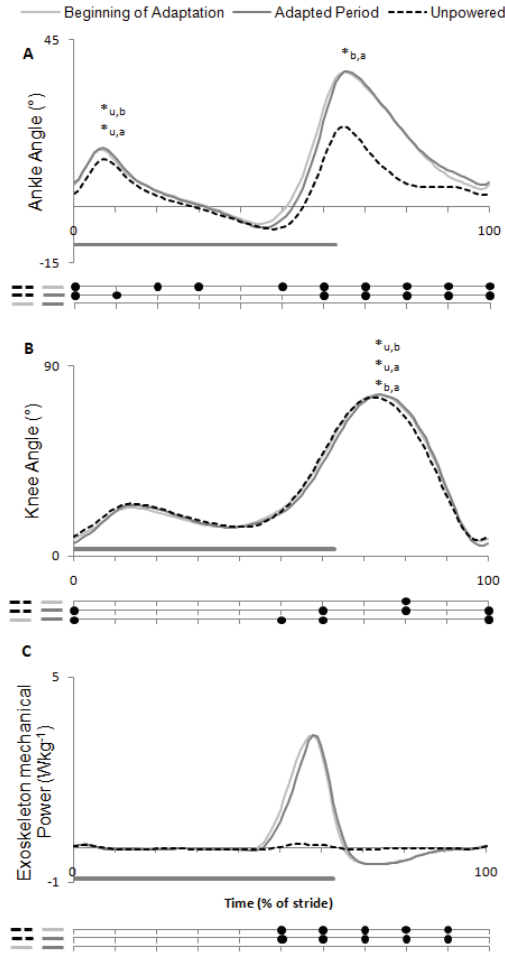 Beginning of Adaptation Adapted Period Unpowered
A
45
*b,a
*u,b
*u,a
Ankle Angle (°)
100
-15
B
*u,b
*u,a
*b,a
90
Knee Angle (°)
0
0
100
C
5
Exoskeleton mechanical
Power (Wkg-1)
0
100
-1
Time (% of stride)